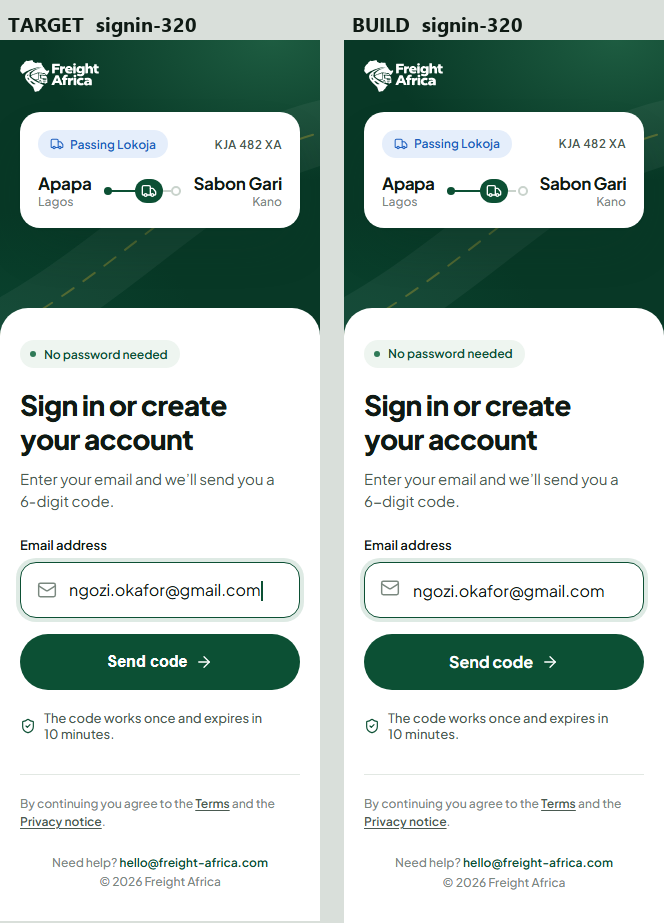 TARGET signin-320
Freight
Africa
Passing Lokoja
KJA 482 XA
Apapa
Sabon Gari
Lagos
Kano
No password needed
Sign in or create
your account
Enter your email and we'll send you a
6-digit code.
Email address
ngozi.okafor@gmail.com
Send code →
The code works once and expires in
10 minutes.
By continuing you agree to the Terms and the
Privacy notice.
Need help? hello@freight-africa.com
© 2026 Freight Africa
BUILD signin-320
Freight
Africa
Passing Lokoja
KJA 482 XA
Apapa
Sabon Gari
Lagos
Kano
No password needed
Sign in or create
your account
Enter your email and we'll send you a
6-digit code.
Email address
ngozi.okafor@gmail.com
Send code →
The code works once and expires in
10 minutes.
By continuing you agree to the Terms and the
Privacy notice.
Need help? hello@freight-africa.com
© 2026 Freight Africa